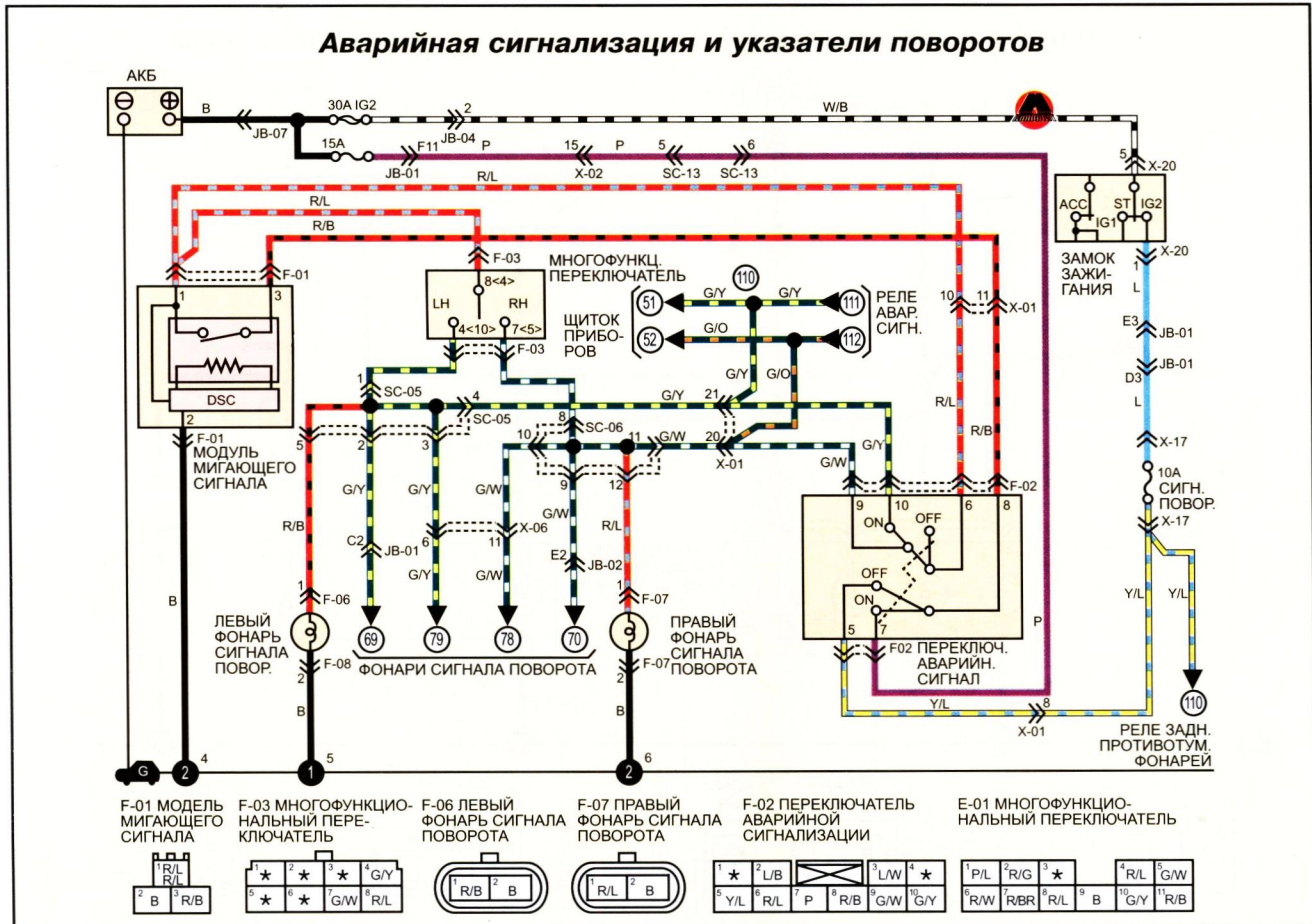 Аварийная сигнализация и указатели поворотов
АКБ
B
JB-07
30A IG2
2
JB-04
W/B
15A
F11
JB-01
P
15
X-02
P
5
SC-13
6
SC-13
5
X-20
R/L
R/L
R/B
F-01
1
3
DSC
2
F-01
МОДУЛЬ
МИГАЮЩЕГО
СИГНАЛА
F-03
МНОГОФУНКЦ.
ПЕРЕКЛЮЧАТЕЛЬ
8<4>
LH
RH
4<10>
7<5>
F-03
110
51
G/Y
G/Y
111
РЕЛЕ
АВАР.
СИГН.
ЩИТОК
ПРИБО-
РОВ
52
G/O
112
G/Y
G/O
ACC
IG1
ST
IG2
ЗАМОК
ЗАЖИ-
ГАНИЯ
X-20
1
L
E3
JB-01
JB-01
D3
L
X-17
10A
СИГН.
ПОВОР.
X-17
10
11
X-01
1
SC-05
4
SC-05
G/Y
21
5
2
3
8
SC-06
10
11
G/W
20
X-01
9
12
R/L
R/B
G/Y
G/W
F-02
R/B
G/Y
G/Y
G/W
G/W
R/L
C2
JB-01
6
X-06
11
E2
JB-02
G/Y
G/W
1
F-06
1
F-07
9
10
6
8
ON
OFF
OFF
ON
5
7
F02 ПЕРЕКЛЮЧ.
АВАРИЙН.
СИГНАЛ
P
Y/L
Y/L
ЛЕВЫЙ
ФОНАРЬ
СИГНАЛА
ПОВОР.
69
79
78
70
ФОНАРИ СИГНАЛА ПОВОРОТА
ПРАВЫЙ
ФОНАРЬ
СИГНАЛА
ПОВОРОТА
F-08
2
F-07
2
B
B
B
Y/L
8
X-01
110
РЕЛЕ ЗАДН.
ПРОТИВОТУМ.
ФОНАРЕЙ
G
2
4
1
5
2
6
F-01 МОДЕЛЬ
МИГАЮЩЕГО
СИГНАЛА
1 R/L
R/L
2 B
3 R/B
F-03 МНОГОФУНКЦИО-
НАЛЬНЫЙ ПЕРЕ-
КЛЮЧАТЕЛЬ
1 * 2 * 3 * 4 G/Y
5 * 6 * 7 G/W 8 R/L
F-06 ЛЕВЫЙ
ФОНАРЬ СИГНАЛА
ПОВОРОТА
1 R/B 2 B
F-07 ПРАВЫЙ
ФОНАРЬ СИГНАЛА
ПОВОРОТА
1 R/L 2 B
F-02 ПЕРЕКЛЮЧАТЕЛЬ
АВАРИЙНОЙ
СИГНАЛИЗАЦИИ
1 * 2 L/B 3 L/W 4 *
5 Y/L 6 R/L 7 P 8 R/B 9 G/W 10 G/Y
E-01 МНОГОФУНКЦИО-
НАЛЬНЫЙ ПЕРЕКЛЮЧАТЕЛЬ
1 P/L 2 R/G 3 * 4 R/L 5 G/W
6 R/W 7 R/BR 8 R/L 9 B 10 G/Y 11 R/B